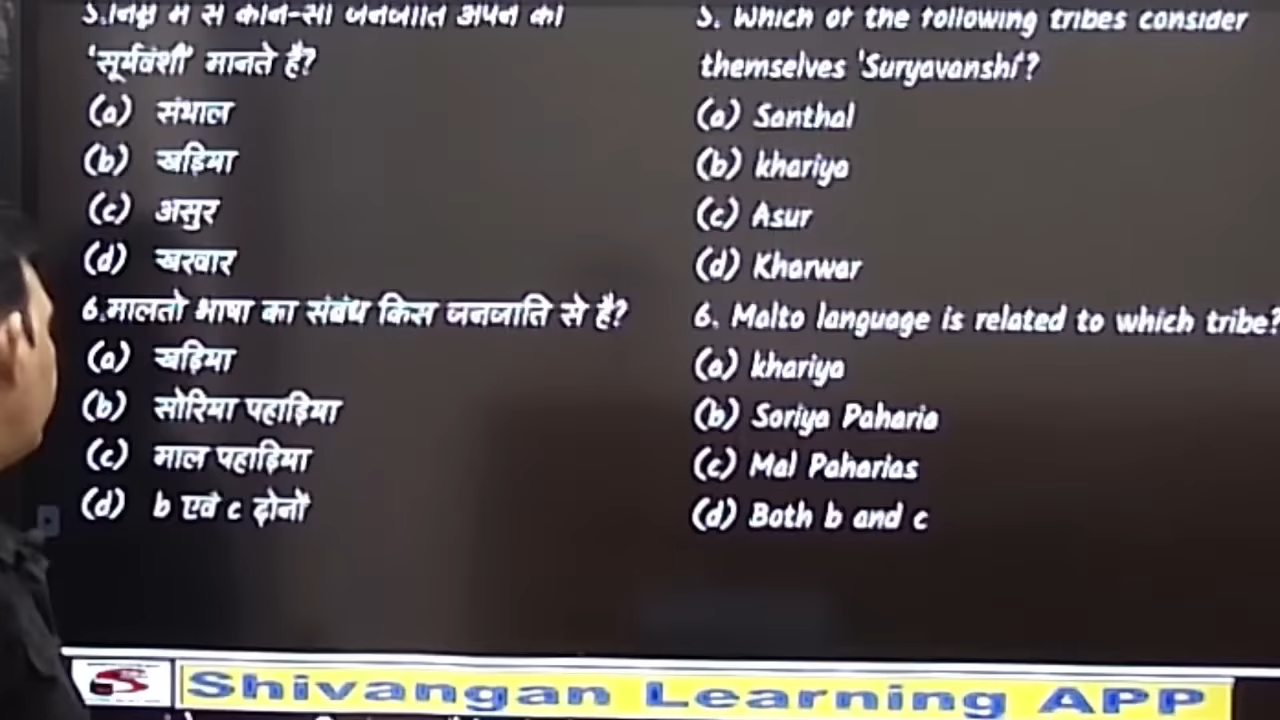 5.निम्न में से कौन-सी जनजाति अपने को
'सूर्यवंशी' मानते है?
(a) संथाल
(b) खड़िया
(c) असुर
(d) खरवार
6.मालतो भाषा का संबंध किस जनजाति से है?
(a) खड़िया
(b) सोरिया पहाड़िया
(c) माल पहाड़िया
(d) b एवं c दोनों
5. Which of the following tribes consider
themselves 'Suryavanshi'?
(a) Santhal
(b) khariya
(c) Asur
(d) Kharwar
6. Malto language is related to which tribe?
(a) khariya
(b) Soriya Paharia
(c) Mal Paharias
(d) Both b and c
Shivangan Learning APP